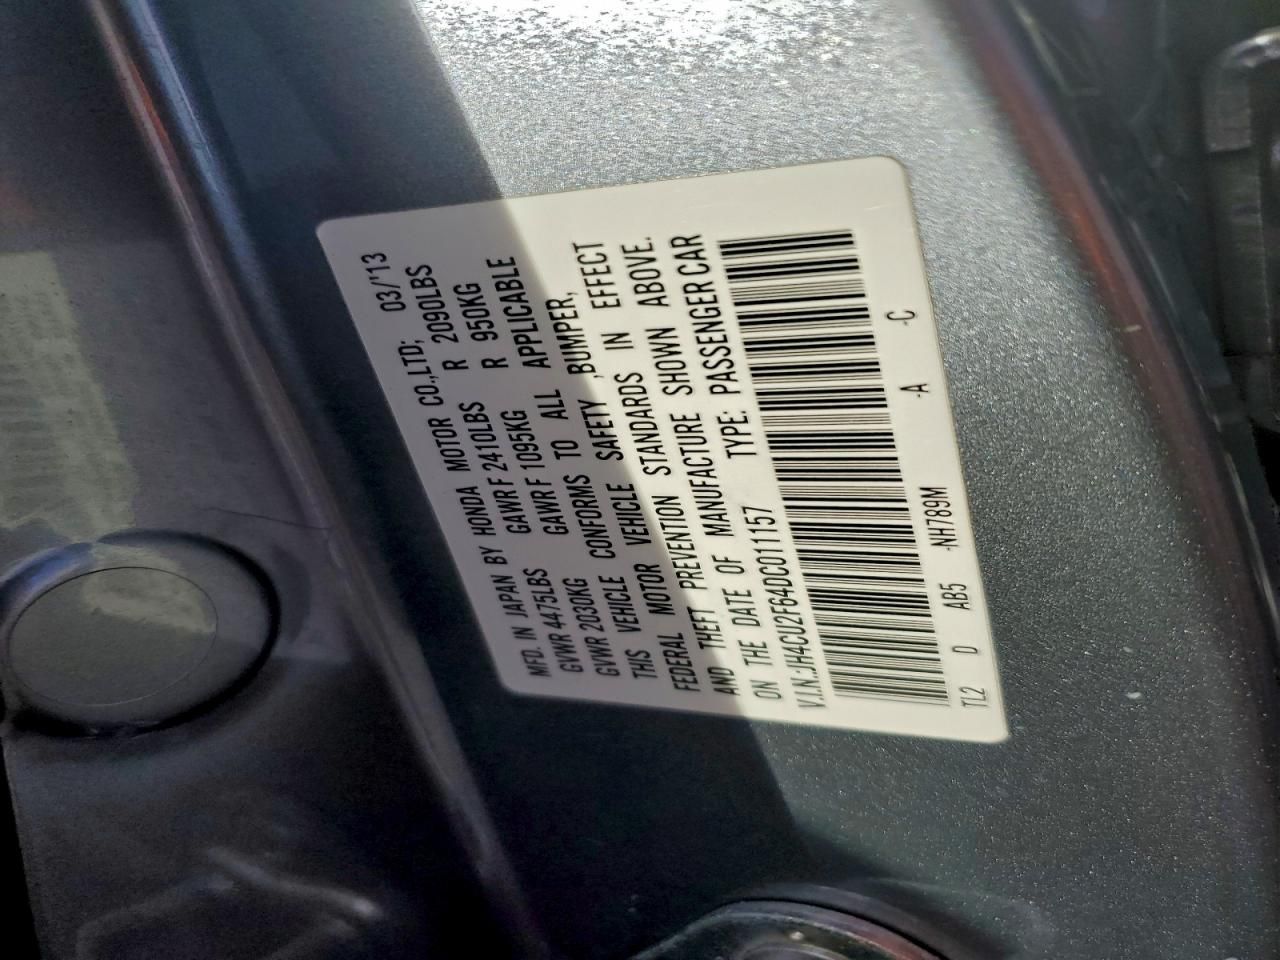 MFD. IN JAPAN BY HONDA MOTOR CO.,LTD; 03/'13
GVWR 4475LBS GAWR F 2410LBS R 2090LBS
GVWR 2030KG GAWR F 1095KG R 950KG
THIS VEHICLE CONFORMS TO ALL APPLICABLE
FEDERAL MOTOR VEHICLE SAFETY ,BUMPER,
AND THEFT PREVENTION STANDARDS IN EFFECT
ON THE DATE OF MANUFACTURE SHOWN ABOVE.
V.I.N.:JH4CU2F64DC011157 TYPE: PASSENGER CAR
TL2 D AB5 -NH789M -A -C